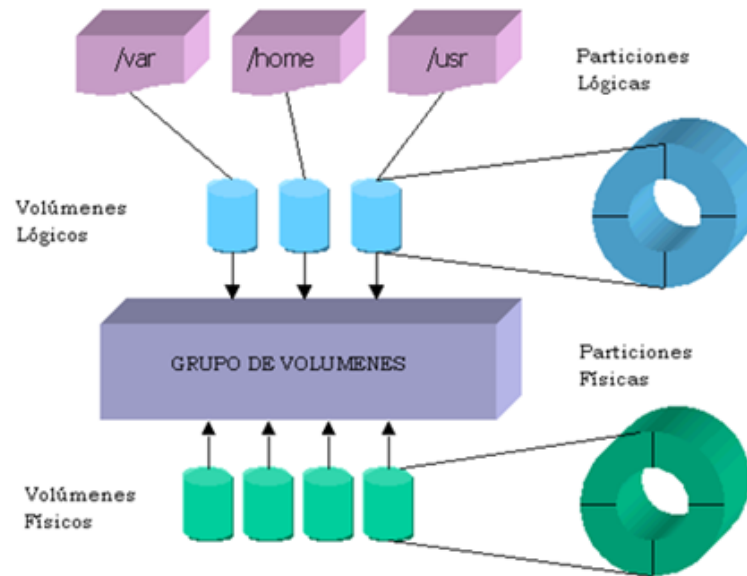 /var
/home
/usr
Particiones
Lógicas
Volúmenes
Lógicos
GRUPO DE VOLUMENES
Particiones
Físicas
Volúmenes
Físicos